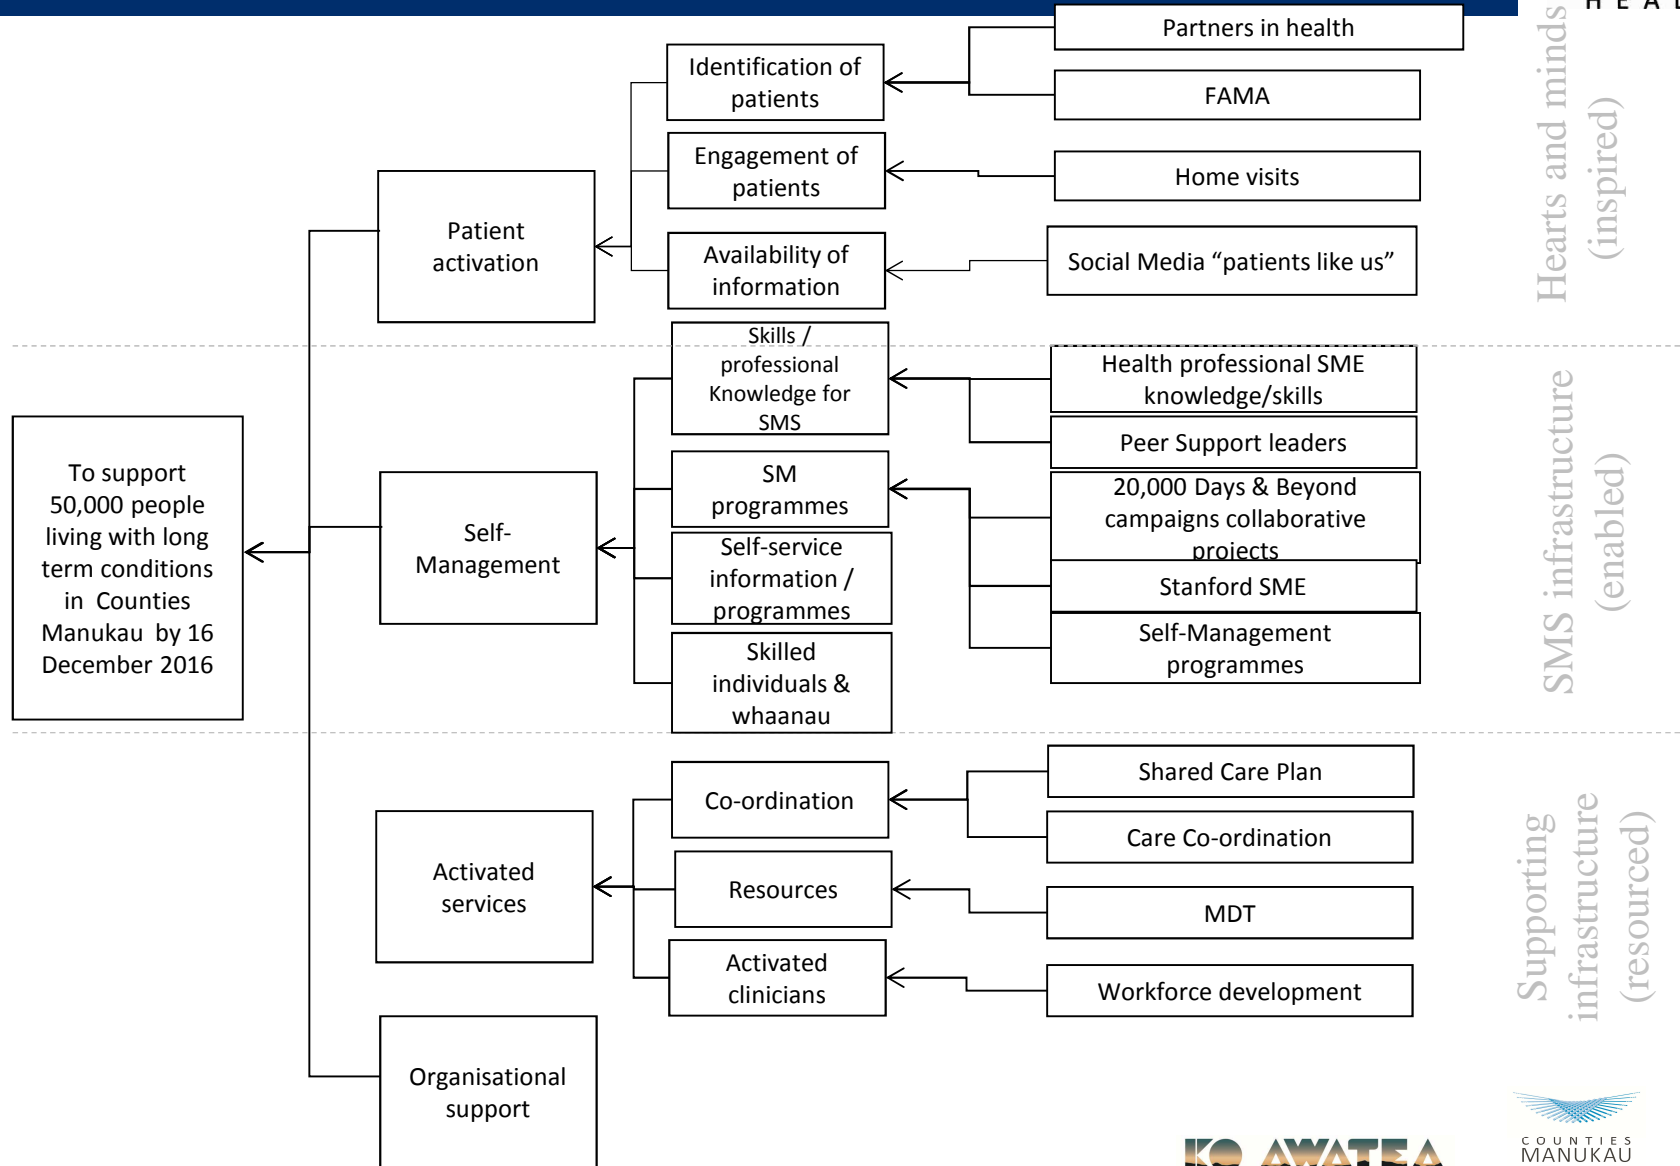 HEAL
Partners in health
Identification of
patients
FAMA
Engagement of
patients
Home visits
Patient
activation
Availability of
information
Social Media “patients like us”
Hearts and minds
(inspired)
Skills /
professional
Knowledge for
SMS
Health professional SME
knowledge/skills
Peer Support leaders
To support
50,000 people
living with long
term conditions
in Counties
Manukau by 16
December 2016
Self-
Management
SM
programmes
20,000 Days & Beyond
campaigns collaborative
projects
Self-service
information /
programmes
Stanford SME
Self-Management
programmes
Skilled
individuals &
whaanau
SMS infrastructure
(enabled)
Co-ordination
Shared Care Plan
Care Co-ordination
Activated
services
Resources
MDT
Activated
clinicians
Workforce development
Supporting
infrastructure
(resourced)
Organisational
support
KO AWATEA
COUNTIES
MANUKAU